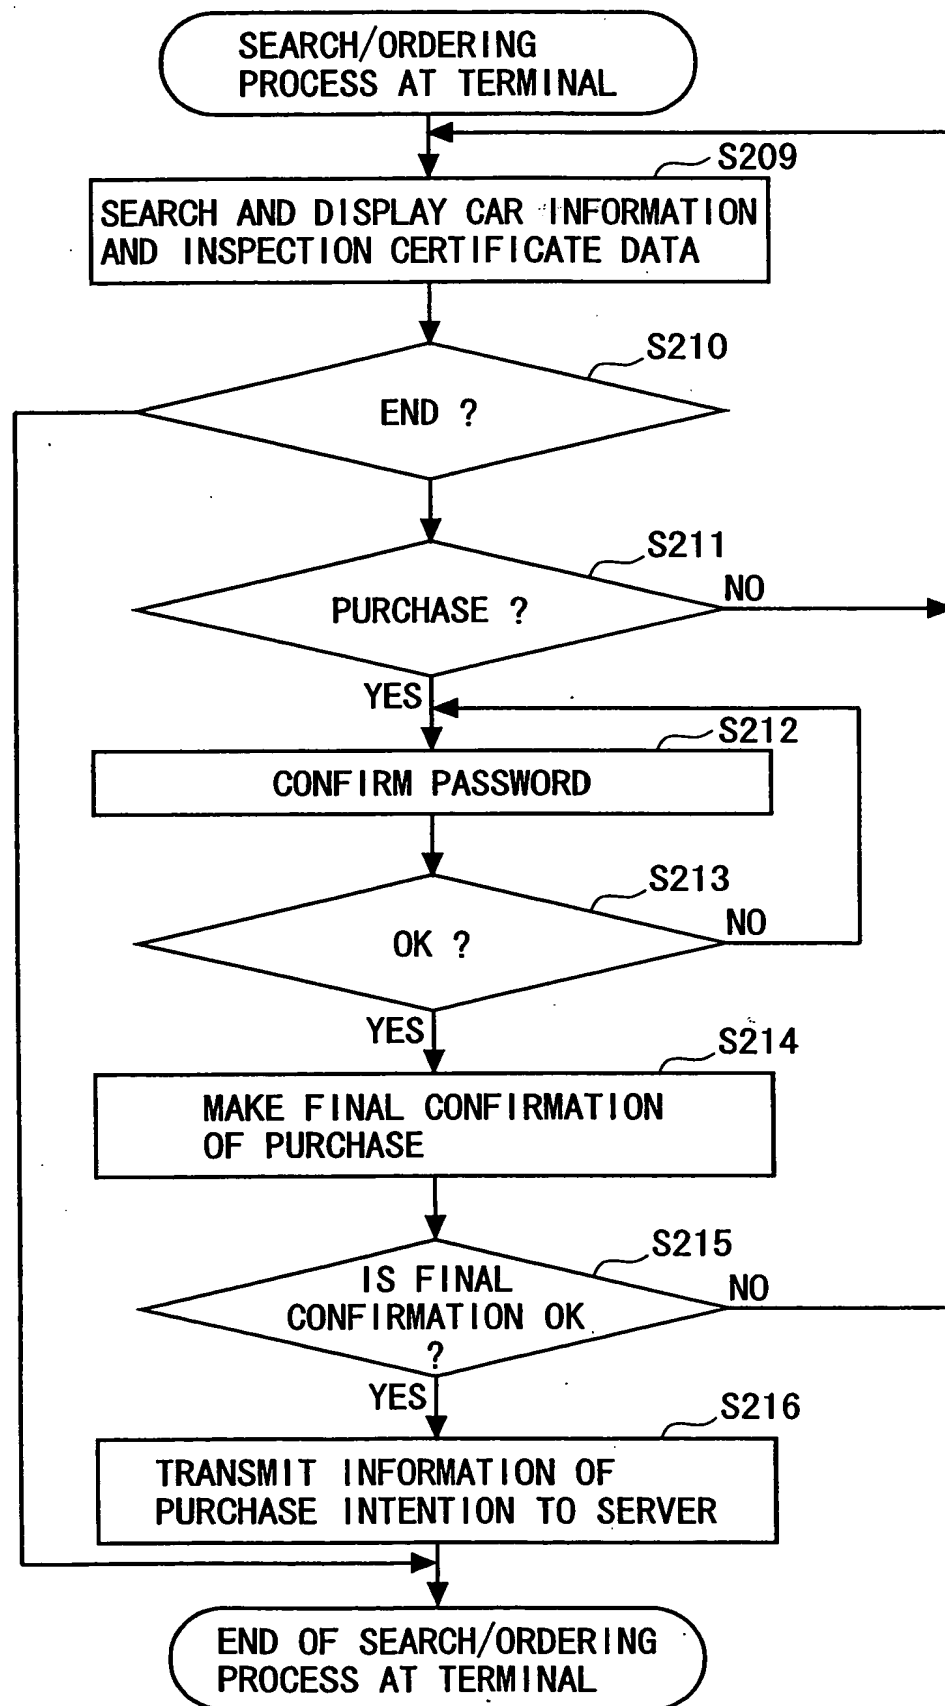 SEARCH/ORDERING
PROCESS AT TERMINAL
S209
SEARCH AND DISPLAY CAR INFORMATION
AND INSPECTION CERTIFICATE DATA
S210
END ?
S211
PURCHASE ?
NO
YES
S212
CONFIRM PASSWORD
S213
OK ?
NO
YES
S214
MAKE FINAL CONFIRMATION
OF PURCHASE
S215
IS FINAL
CONFIRMATION OK
?
NO
YES
S216
TRANSMIT INFORMATION OF
PURCHASE INTENTION TO SERVER
END OF SEARCH/ORDERING
PROCESS AT TERMINAL